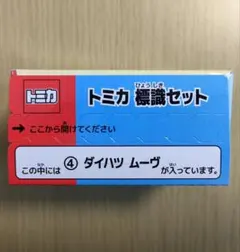 トミカ
トミカ 標識セット
ひょう しき
→ ここから開けてください
この中には ④ ダイハツ ムーヴ が入っています。